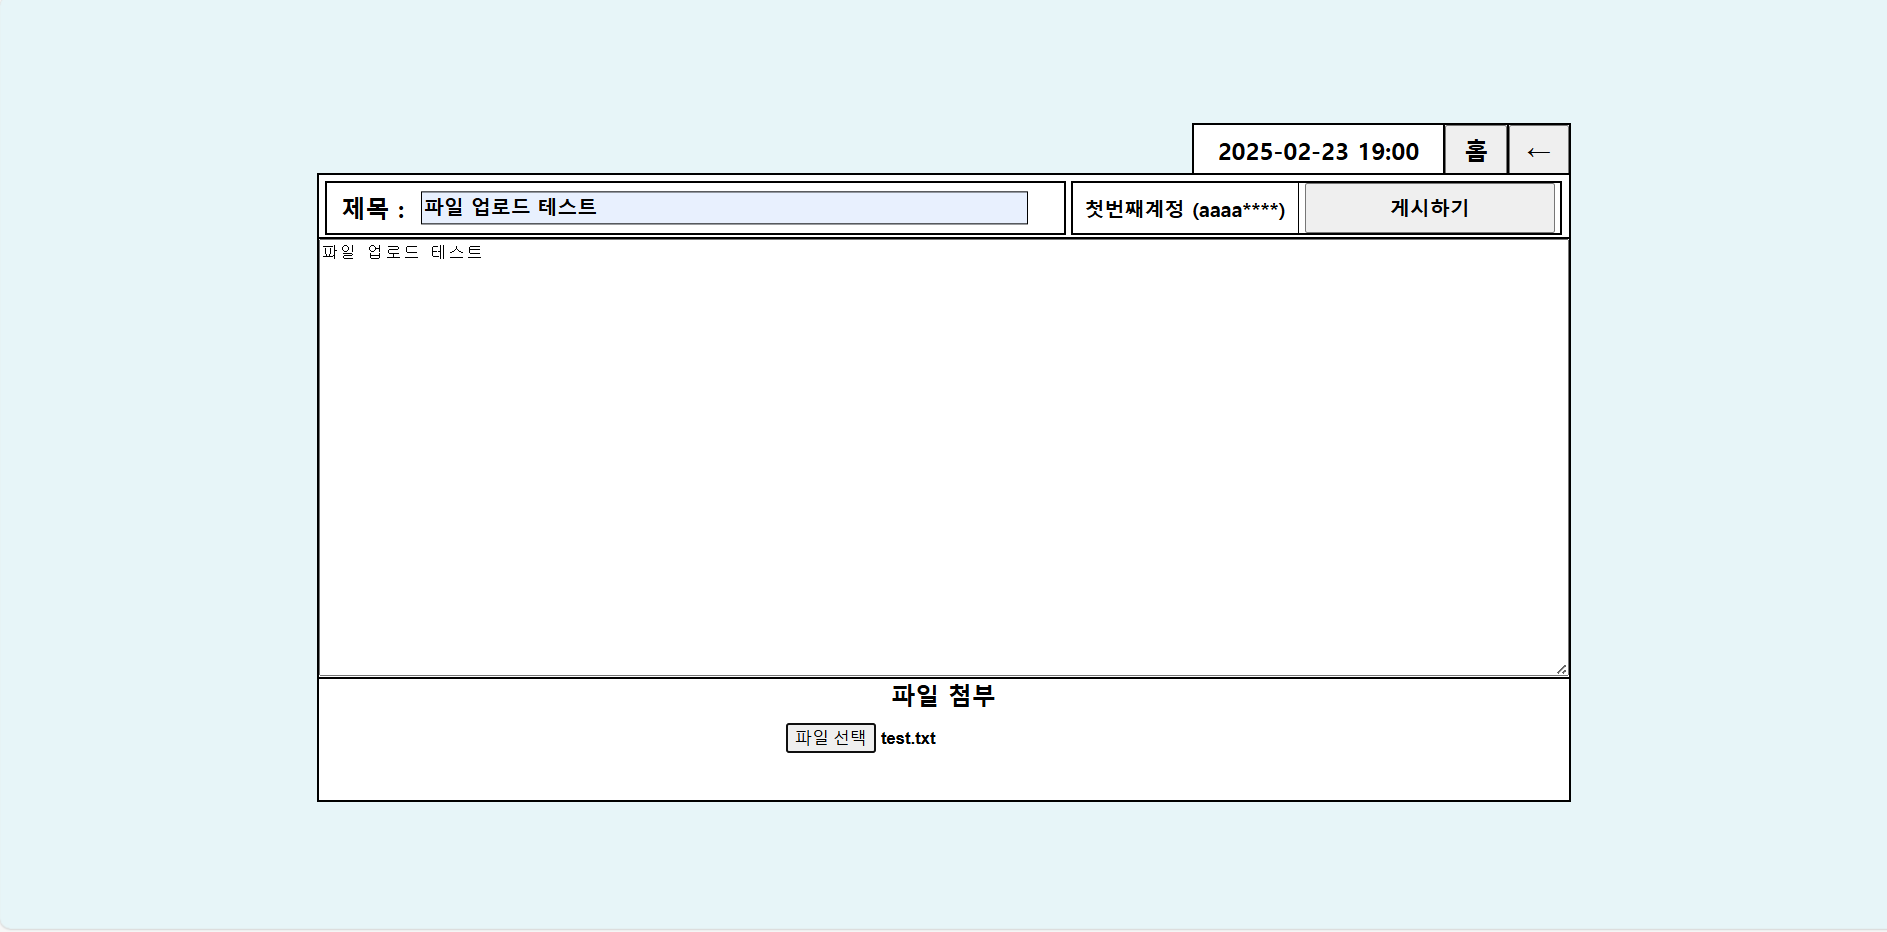 2025-02-23 19:00 홈 ←
제목 : 파일 업로드 테스트 첫번째계정 (aaaa****) 게시하기
파일 업로드 테스트
파일 첨부
파일 선택 test.txt